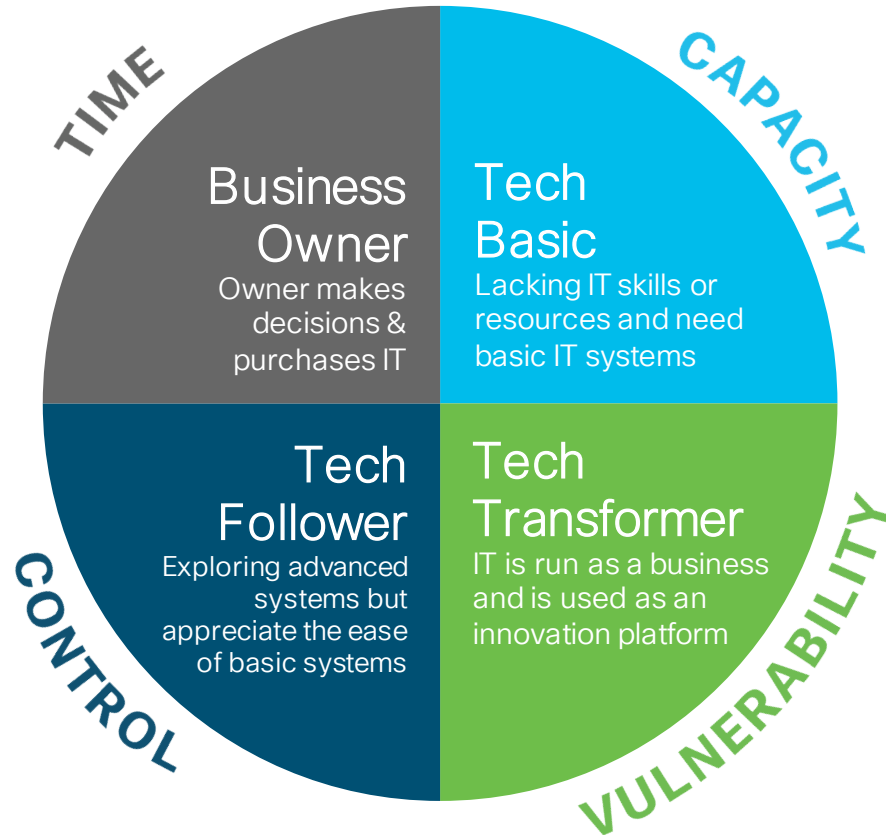 TIME
Business
Owner
Owner makes
decisions &
purchases IT
CAPACITY
Tech
Basic
Lacking IT skills or
resources and need
basic IT systems
CONTROL
Tech
Follower
Exploring advanced
systems but
appreciate the ease
of basic systems
VULNERABILITY
Tech
Transformer
IT is run as a business
and is used as an
innovation platform